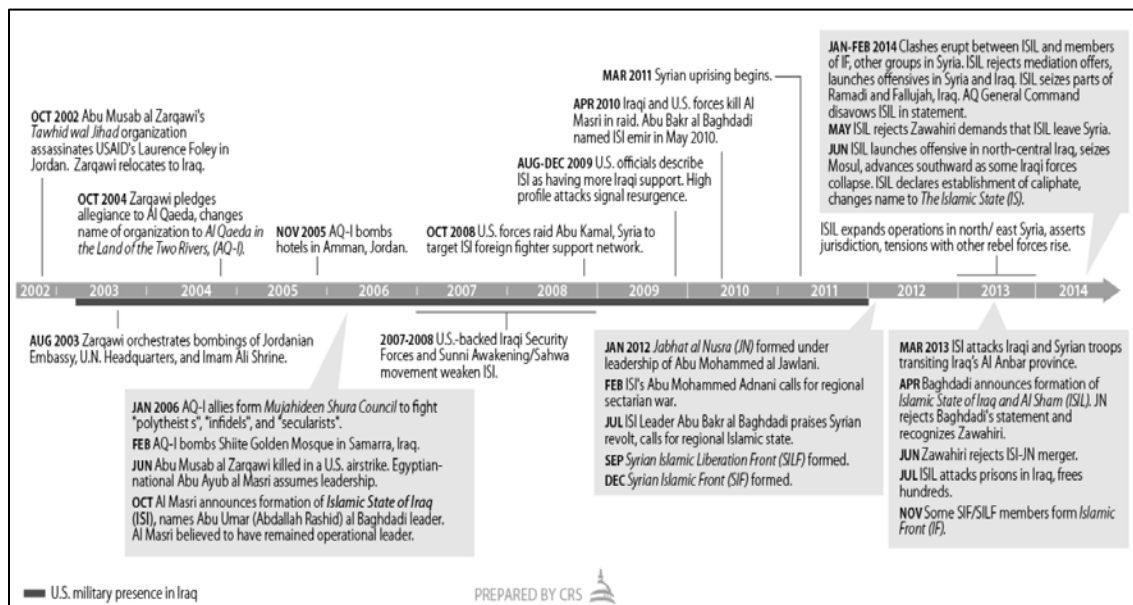 OCT 2002 Abu Musab al Zarqawi's
Tawhid wal Jihad organization
assassinates USAID's Laurence Foley in
Jordan. Zarqawi relocates to Iraq.
OCT 2004 Zarqawi pledges
allegiance to Al Qaeda, changes
name of organization to Al Qaeda in
the Land of the Two Rivers, (AQ-I).
NOV 2005 AQ-I bombs
hotels in Amman, Jordan.
OCT 2008 U.S. forces raid Abu Kamal, Syria to
target ISI foreign fighter support network.
AUG-DEC 2009 U.S. officials describe
ISI as having more Iraqi support. High
profile attacks signal resurgence.
APR 2010 Iraqi and U.S. forces kill Al
Masri in raid. Abu Bakr al Baghdadi
named ISI emir in May 2010.
MAR 2011 Syrian uprising begins.
JAN-FEB 2014 Clashes erupt between ISIL and members
of IF, other groups in Syria. ISIL rejects mediation offers,
launches offensives in Syria and Iraq. ISIL seizes parts of
Ramadi and Fallujah, Iraq. AQ General Command
disavows ISIL in statement.
MAY ISIL rejects Zawahiri demands that ISIL leave Syria.
JUN ISIL launches offensive in north-central Iraq, seizes
Mosul, advances southward as some Iraqi forces
collapse. ISIL declares establishment of caliphate,
changes name to The Islamic State (IS).
ISIL expands operations in north/ east Syria, asserts
jurisdiction, tensions with other rebel forces rise.
2002 2003 2004 2005 2006 2007 2008 2009 2010 2011 2012 2013 2014
AUG 2003 Zarqawi orchestrates bombings of Jordanian
Embassy, U.N. Headquarters, and Imam Ali Shrine.
JAN 2006 AQ-I allies form Mujahideen Shura Council to fight
"polytheist s", "infidels", and "secularists".
FEB AQ-I bombs Shiite Golden Mosque in Samarra, Iraq.
JUN Abu Musab al Zarqawi killed in a U.S. airstrike. Egyptian-
national Abu Ayub al Masri assumes leadership.
OCT Al Masri announces formation of Islamic State of Iraq
(ISI), names Abu Umar (Abdallah Rashid) al Baghdadi leader.
Al Masri believed to have remained operational leader.
2007-2008 U.S.-backed Iraqi Security
Forces and Sunni Awakening/Sahwa
movement weaken ISI.
JAN 2012 Jabhat al Nusra (JN) formed under
leadership of Abu Mohammed al Jawlani.
FEB ISI's Abu Mohammed Adnani calls for regional
sectarian war.
JUL ISI Leader Abu Bakr al Baghdadi praises Syrian
revolt, calls for regional Islamic state.
SEP Syrian Islamic Liberation Front (SILF) formed.
DEC Syrian Islamic Front (SIF) formed.
MAR 2013 ISI attacks Iraqi and Syrian troops
transiting Iraq's Al Anbar province.
APR Baghdadi announces formation of
Islamic State of Iraq and Al Sham (ISIL). JN
rejects Baghdadi's statement and
recognizes Zawahiri.
JUN Zawahiri rejects ISI-JN merger.
JUL ISIL attacks prisons in Iraq, frees
hundreds.
NOV Some SIF/SILF members form Islamic
Front (IF).
U.S. military presence in Iraq
PREPARED BY CRS